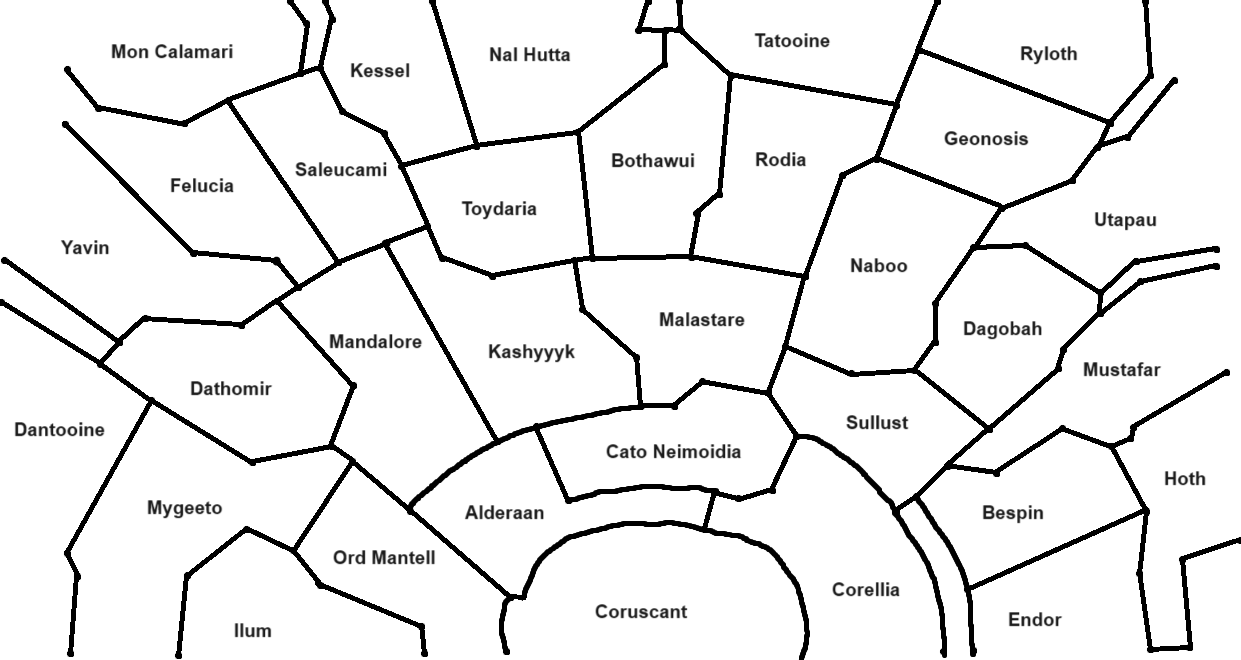 Mon Calamari
Kessel
Nal Hutta
Tatooine
Ryloth
Felucia
Saleucami
Toydaria
Bothawui
Rodia
Geonosis
Utapau
Yavin
Mandalore
Kashyyyk
Malastare
Naboo
Dagobah
Mustafar
Dantooine
Dathomir
Cato Neimoidia
Sullust
Hoth
Mygeeto
Ord Mantell
Alderaan
Bespin
Ilum
Coruscant
Corellia
Endor